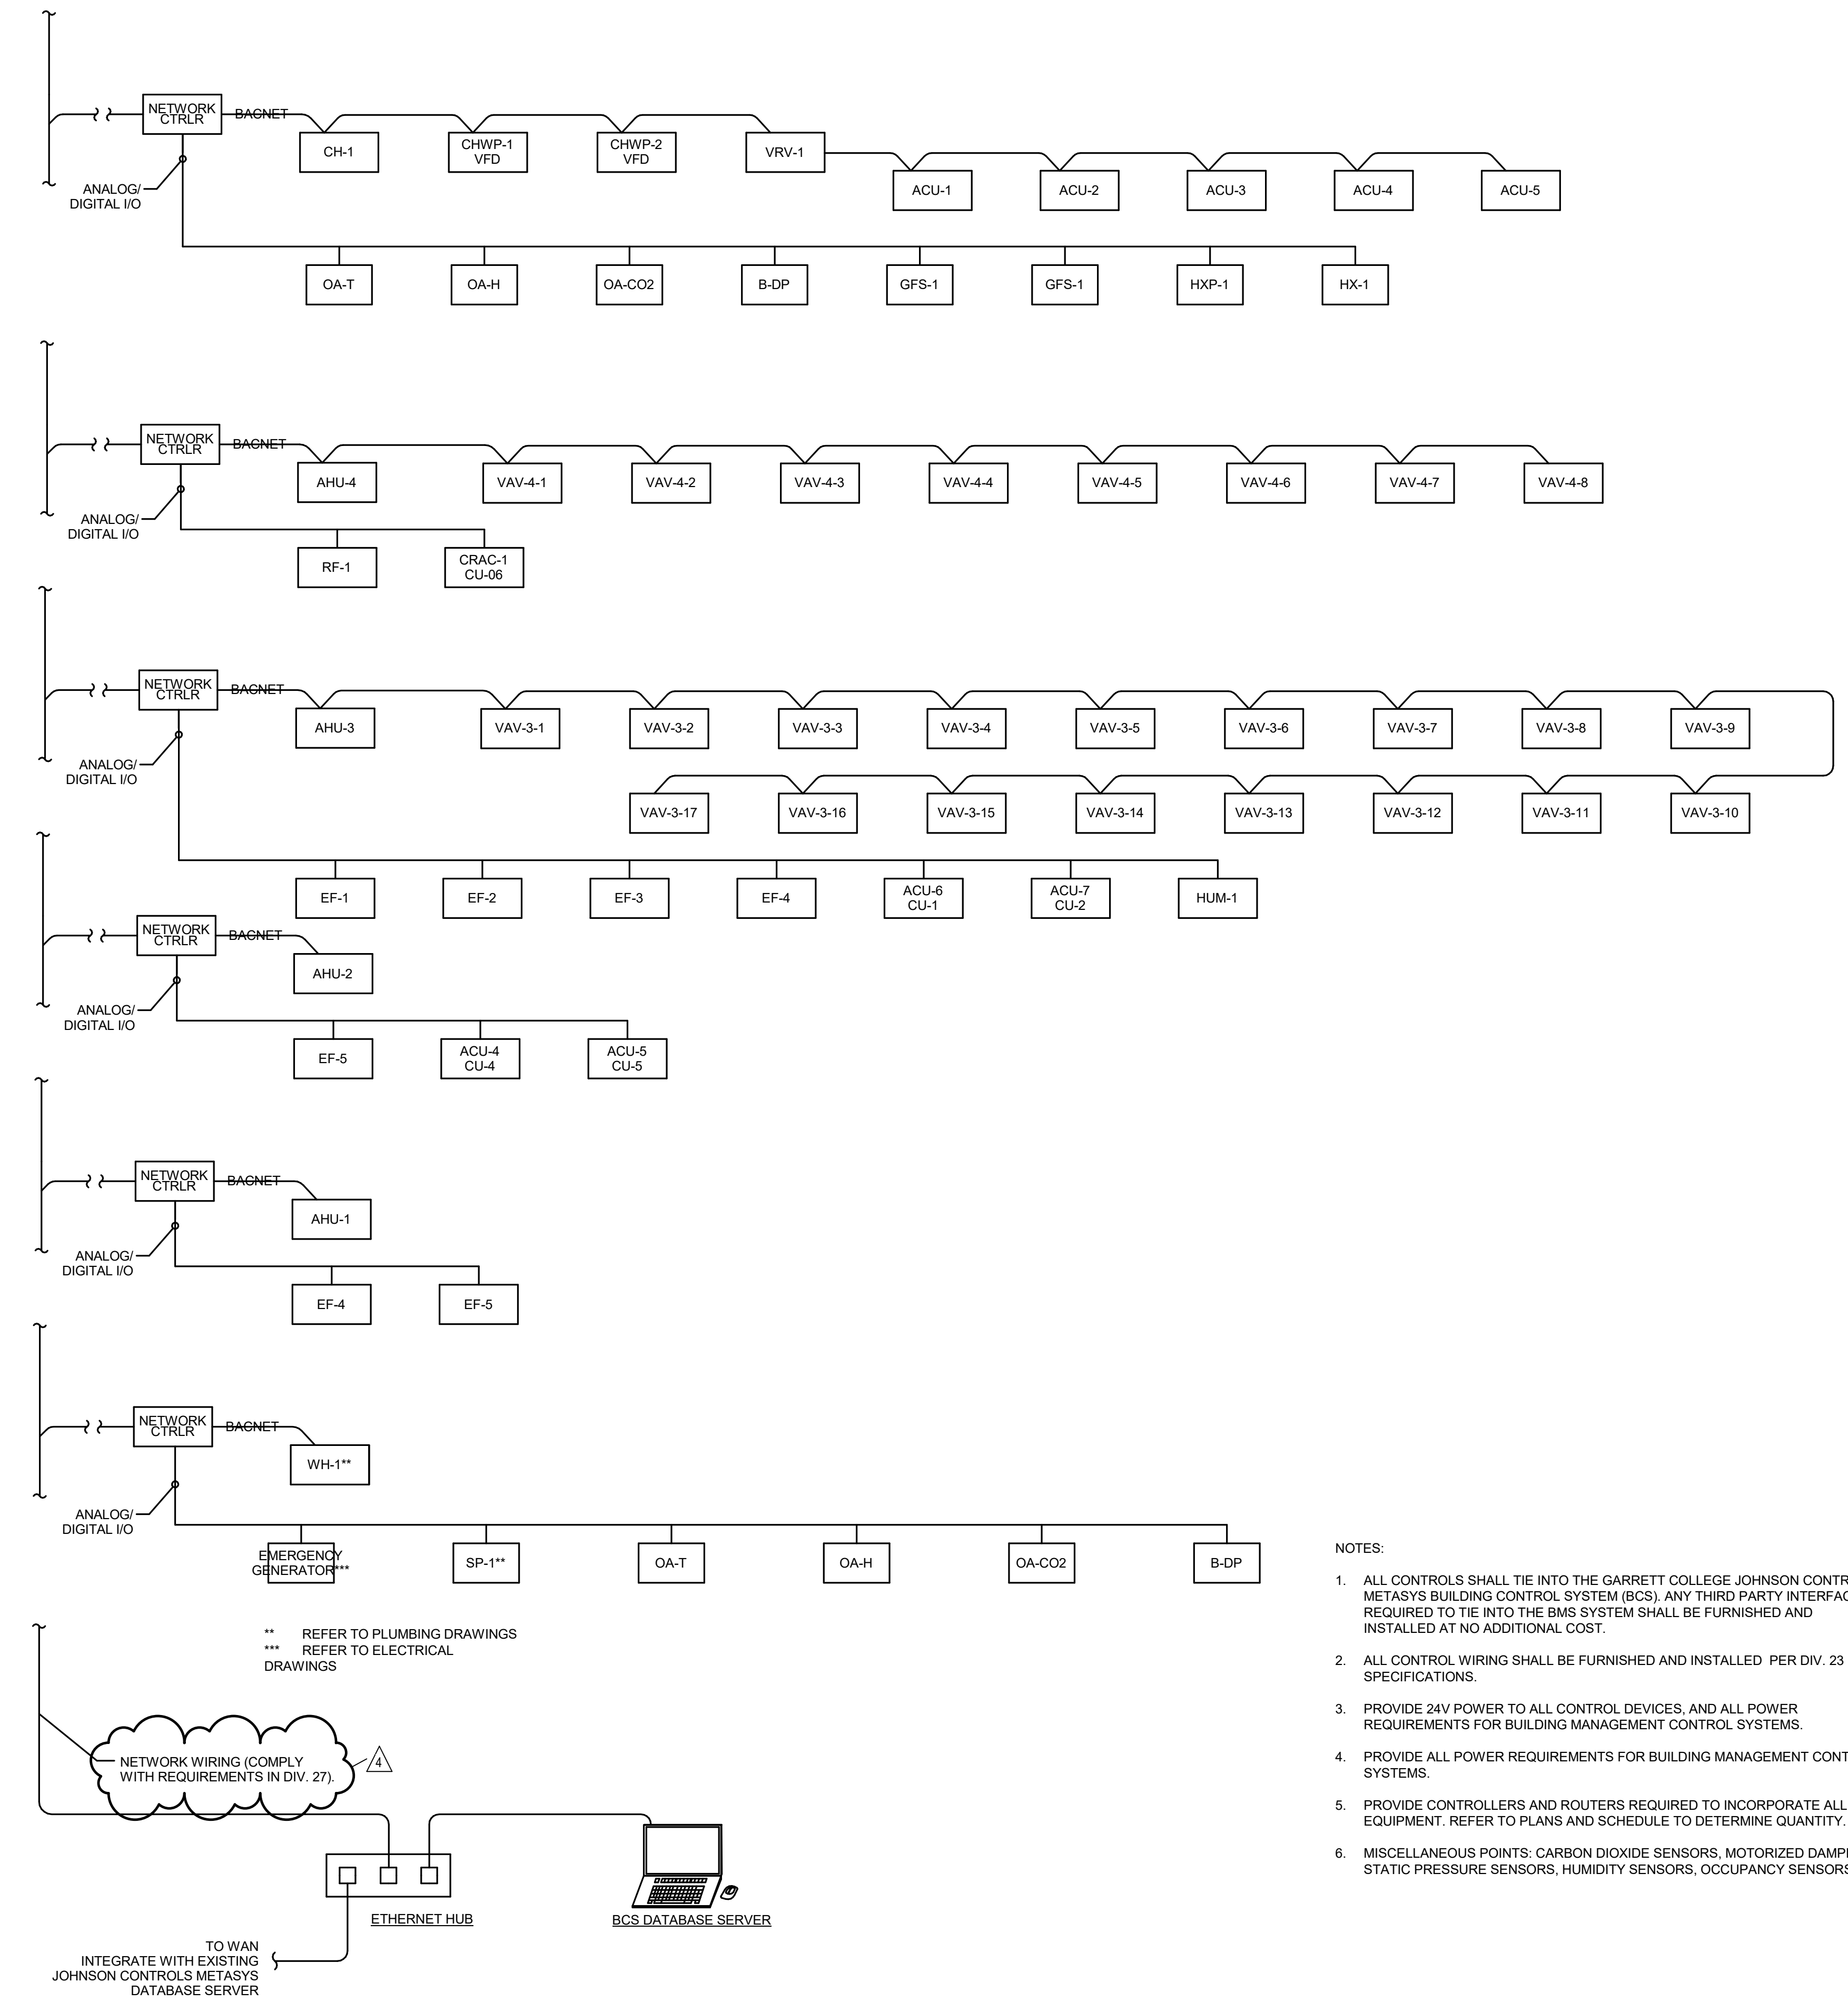 NETWORK
CTRLR
BACNET
CH-1
CHWP-1
VFD
CHWP-2
VFD
VRV-1
ACU-1
ACU-2
ACU-3
ACU-4
ACU-5
ANALOG/
DIGITAL I/O
OA-T
OA-H
OA-CO2
B-DP
GFS-1
GFS-1
HXP-1
HX-1
NETWORK
CTRLR
BACNET
AHU-4
VAV-4-1
VAV-4-2
VAV-4-3
VAV-4-4
VAV-4-5
VAV-4-6
VAV-4-7
VAV-4-8
ANALOG/
DIGITAL I/O
RF-1
CRAC-1
CU-06
NETWORK
CTRLR
BACNET
AHU-3
VAV-3-1
VAV-3-2
VAV-3-3
VAV-3-4
VAV-3-5
VAV-3-6
VAV-3-7
VAV-3-8
VAV-3-9
ANALOG/
DIGITAL I/O
VAV-3-17
VAV-3-16
VAV-3-15
VAV-3-14
VAV-3-13
VAV-3-12
VAV-3-11
VAV-3-10
EF-1
EF-2
EF-3
EF-4
ACU-6
CU-1
ACU-7
CU-2
HUM-1
NETWORK
CTRLR
BACNET
AHU-2
ANALOG/
DIGITAL I/O
EF-5
ACU-4
CU-4
ACU-5
CU-5
NETWORK
CTRLR
BACNET
AHU-1
ANALOG/
DIGITAL I/O
EF-4
EF-5
NETWORK
CTRLR
BACNET
WH-1**
ANALOG/
DIGITAL I/O
EMERGENCY
GENERATOR***
SP-1**
OA-T
OA-H
OA-CO2
B-DP
** REFER TO PLUMBING DRAWINGS
*** REFER TO ELECTRICAL
DRAWINGS
NETWORK WIRING (COMPLY
WITH REQUIREMENTS IN DIV. 27).
4
ETHERNET HUB
BCS DATABASE SERVER
TO WAN
INTEGRATE WITH EXISTING
JOHNSON CONTROLS METASYS
DATABASE SERVER
NOTES:
1. ALL CONTROLS SHALL TIE INTO THE GARRETT COLLEGE JOHNSON
METASYS BUILDING CONTROL SYSTEM (BCS). ANY THIRD PARTY
REQUIRED TO TIE INTO THE BMS SYSTEM SHALL BE FURNISHED AND
INSTALLED AT NO ADDITIONAL COST.
2. ALL CONTROL WIRING SHALL BE FURNISHED AND INSTALLED PER DIV. 23
SPECIFICATIONS.
3. PROVIDE 24V POWER TO ALL CONTROL DEVICES, AND ALL POWER
REQUIREMENTS FOR BUILDING MANAGEMENT CONTROL SYSTEMS.
4. PROVIDE ALL POWER REQUIREMENTS FOR BUILDING MANAGEMENT
SYSTEMS.
5. PROVIDE CONTROLLERS AND ROUTERS REQUIRED TO INCORPORATE ALL
EQUIPMENT. REFER TO PLANS AND SCHEDULE TO DETERMINE QUANTITY.
6. MISCELLANEOUS POINTS: CARBON DIOXIDE SENSORS, MOTORIZED
STATIC PRESSURE SENSORS, HUMIDITY SENSORS, OCCUPANCY